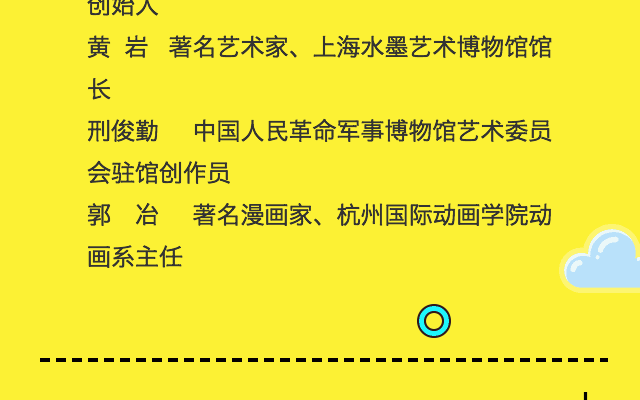 创始人
黄 岩 著名艺术家、上海水墨艺术博物馆馆
长
刑俊勤 中国人民革命军事博物馆艺术委员
会驻馆创作员
郭 冶 著名漫画家、杭州国际动画学院动
画系主任